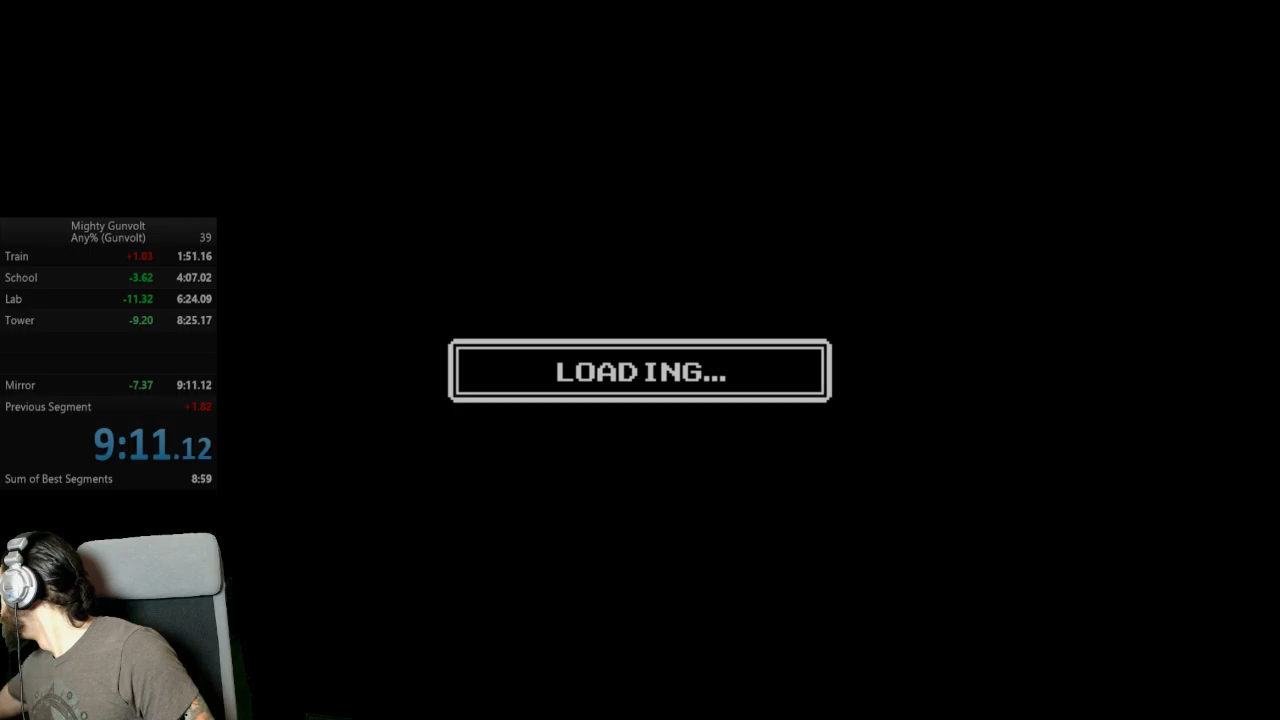 Mighty Gunvolt
Any% (Gunvolt) 39
Train +1.03 1:51.16
School -3.62 4:07.02
Lab -11.32 6:24.09
Tower -9.20 8:25.17
Mirror -7.37 9:11.12
Previous Segment +1.82
9:11.12
Sum of Best Segments 8:59
LOADING...